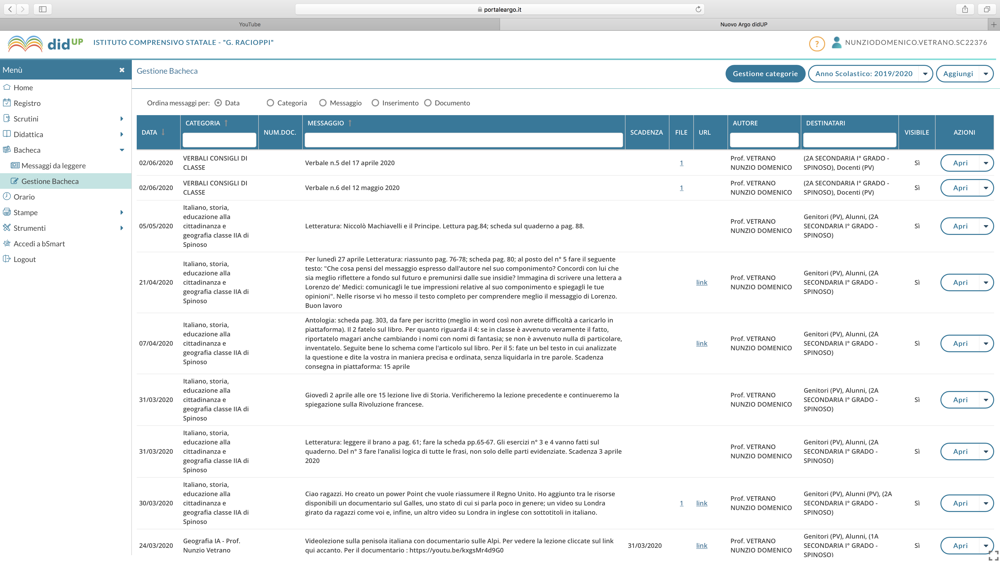 portaleargo.it
YouTube
Nuovo Argo didUP
didUP
ISTITUTO COMPRENSIVO STATALE - "G. RACIOPPI"
?
NUNZIODOMENICO.VETRANO.SC22376
Menù
Home
Registro
Scrutini
Didattica
Bacheca
Messaggi da leggere
Gestione Bacheca
Orario
Stampe
Strumenti
Accedi a bSmart
Logout
Gestione Bacheca
Gestione categorie
Anno Scolastico: 2019/2020
Aggiungi
Ordina messaggi per: Data Categoria Messaggio Inserimento Documento
DATA CATEGORIA NUM.DOC. MESSAGGIO SCADENZA FILE URL AUTORE DESTINATARI VISIBILE AZIONI
02/06/2020
VERBALI CONSIGLI DI
CLASSE
Verbale n.5 del 17 aprile 2020
1
Prof. VETRANO
NUNZIO DOMENICO
(2A SECONDARIA I° GRADO -
SPINOSO), Docenti (PV)
Sì
Apri
02/06/2020
VERBALI CONSIGLI DI
CLASSE
Verbale n.6 del 12 maggio 2020
1
Prof. VETRANO
NUNZIO DOMENICO
(2A SECONDARIA I° GRADO -
SPINOSO), Docenti (PV)
Sì
Apri
05/05/2020
Italiano, storia,
educazione alla
cittadinanza e
geografia classe IIA di
Spinoso
Letteratura: Niccolò Machiavelli e il Principe. Lettura pag.84; scheda sul quaderno a pag. 88.
Prof. VETRANO
NUNZIO DOMENICO
Genitori (PV), Alunni, (2A
SECONDARIA I° GRADO -
SPINOSO)
Sì
Apri
21/04/2020
Italiano, storia,
educazione alla
cittadinanza e
geografia classe IIA di
Spinoso
Per lunedì 27 aprile Letteratura: riassunto pag. 76-78; scheda pag. 80; al posto del n° 5 fare il seguente
testo: "Che cosa pensi del messaggio espresso dall'autore nel suo componimento? Concordi con lui che
sia meglio riflettere a fondo sul futuro e premunirsi dalle sue insidie? Immagina di scrivere una lettera a
Lorenzo de' Medici: comunicagli le tue impressioni relative al suo componimento e spiegagli le tue
opinioni". Nelle risorse vi ho messo il testo completo per comprendere meglio il messaggio di Lorenzo.
Buon lavoro
link
Prof. VETRANO
NUNZIO DOMENICO
Genitori (PV), Alunni, (2A
SECONDARIA I° GRADO -
SPINOSO)
Sì
Apri
07/04/2020
Italiano, storia,
educazione alla
cittadinanza e
geografia classe IIA di
Spinoso
Antologia: scheda pag. 303, da fare per iscritto (meglio in word così non avrete difficoltà a caricarlo in
piattaforma). Il 2 fatelo sul libro. Per quanto riguarda il 4: se in classe è avvenuto veramente il fatto,
riportatelo magari anche cambiando i nomi con nomi di fantasia; se non è avvenuto nulla di particolare,
inventatelo. Seguite bene lo schema come l'articolo sul libro. Per il 5: fate un bel testo in cui analizzate
la questione e dite la vostra in maniera precisa e ordinata, senza liquidarla in tre parole. Scadenza
consegna in piattaforma: 15 aprile
link
Prof. VETRANO
NUNZIO DOMENICO
Genitori (PV), Alunni, (2A
SECONDARIA I° GRADO -
SPINOSO)
Sì
Apri
31/03/2020
Italiano, storia,
educazione alla
cittadinanza e
geografia classe IIA di
Spinoso
Giovedì 2 aprile alle ore 15 lezione live di Storia. Verificheremo la lezione precedente e continueremo la
spiegazione sulla Rivoluzione francese.
Prof. VETRANO
NUNZIO DOMENICO
Genitori (PV), Alunni, (2A
SECONDARIA I° GRADO -
SPINOSO)
Sì
Apri
31/03/2020
Italiano, storia,
educazione alla
cittadinanza e
geografia classe IIA di
Spinoso
Letteratura: leggere il brano a pag. 61; fare la scheda pp.65-67. Gli esercizi n° 3 e 4 vanno fatti sul
quaderno. Del n° 3 fare l'analisi logica di tutte le frasi, non solo delle parti evidenziate. Scadenza 3 aprile
2020
Prof. VETRANO
NUNZIO DOMENICO
Genitori (PV), Alunni, (2A
SECONDARIA I° GRADO -
SPINOSO)
Sì
Apri
30/03/2020
Italiano, storia,
educazione alla
cittadinanza e
geografia classe IIA di
Spinoso
Ciao ragazzi. Ho creato un power Point che vuole riassumere il Regno Unito. Ho aggiunto tra le risorse
disponibili un documentario sul Galles, uno stato di cui si parla poco in genere; un video su Londra
girato da ragazzi come voi e, infine, un altro video su Londra in inglese con sottotitoli in italiano.
1
link
Prof. VETRANO
NUNZIO DOMENICO
Genitori (PV), Alunni (PV), (2A
SECONDARIA I° GRADO -
SPINOSO)
Sì
Apri
24/03/2020
Geografia IA - Prof.
Nunzio Vetrano
Videolezione sulla penisola italiana con documentario sulle Alpi. Per vedere la lezione cliccate sul link
qui accanto. Per il documentario : https://youtu.be/kxgsMr4d9G0
31/03/2020
link
Prof. VETRANO
NUNZIO DOMENICO
Genitori (PV), Alunni, (1A
SECONDARIA I° GRADO -
SPINOSO)
Sì
Apri